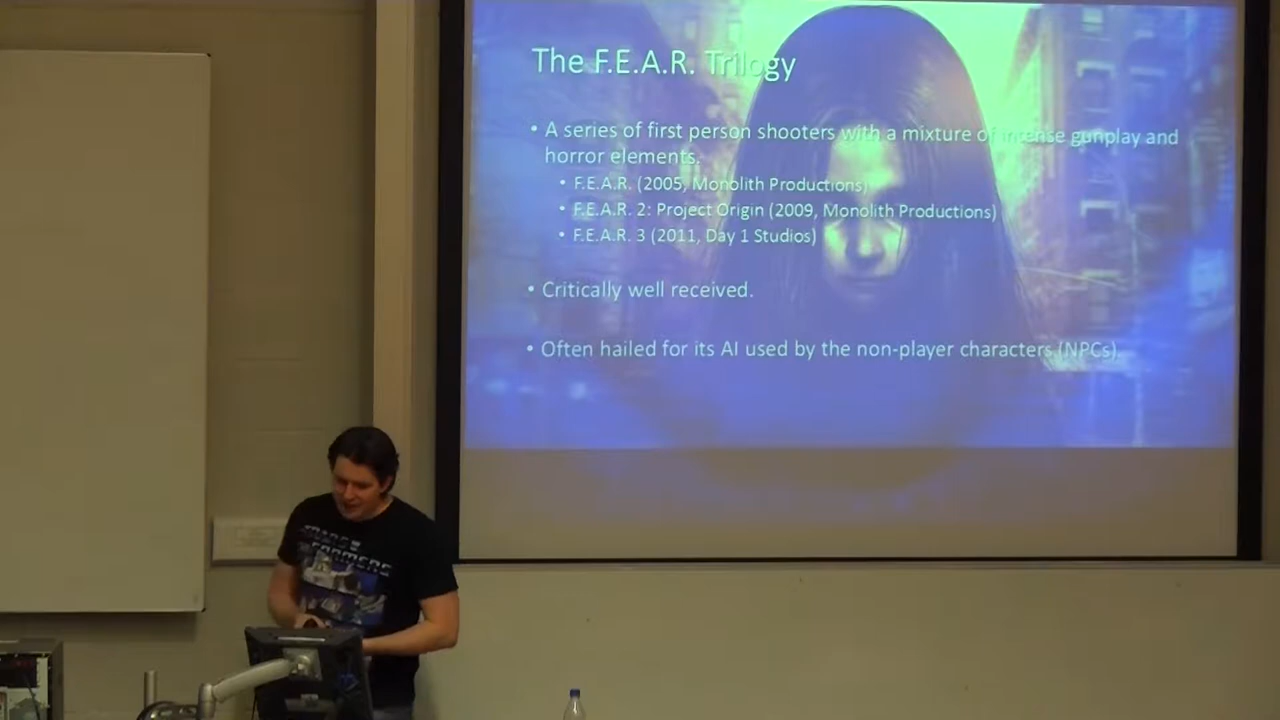 The F.E.A.R. Trilogy
• A series of first person shooters with a mixture of intense gunplay and
horror elements.
• F.E.A.R. (2005, Monolith Productions)
• F.E.A.R. 2: Project Origin (2009, Monolith Productions)
• F.E.A.R. 3 (2011, Day 1 Studios)
• Critically well received.
• Often hailed for its AI used by the non-player characters (NPCs).
TRANS
FORMERS